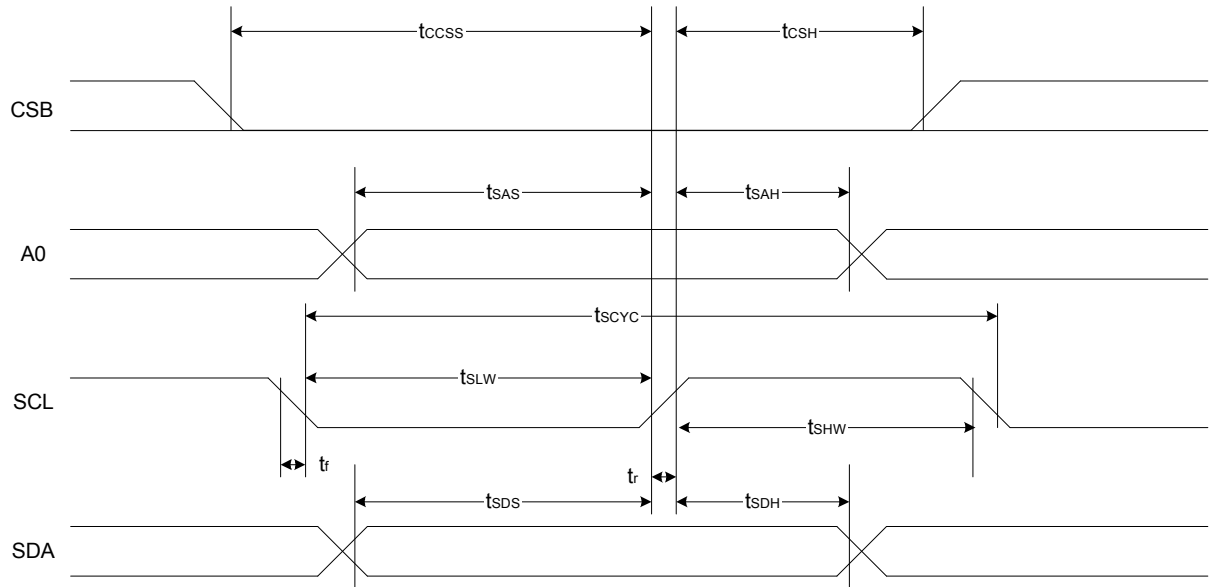 tCCSS tCSH
CSB
tSAS tSAH
A0
tSCYC
tSLW
SCL
tSHW
tf
tr
tSDS tSDH
SDA